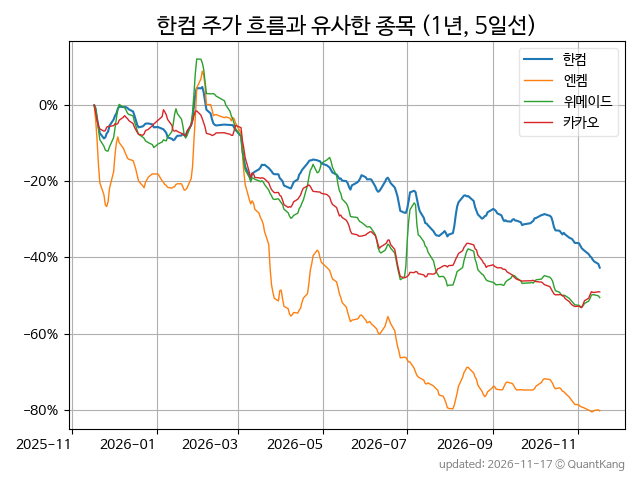 한컴 주가 흐름과 유사한 종목 (1년, 5일선)
한컴
엔켐
위메이드
카카오
0%
−20%
−40%
−60%
−80%
2025−11
2026−01
2026−03
2026−05
2026−07
2026−09
2026−11
updated: 2026-11-17 © QuantKang